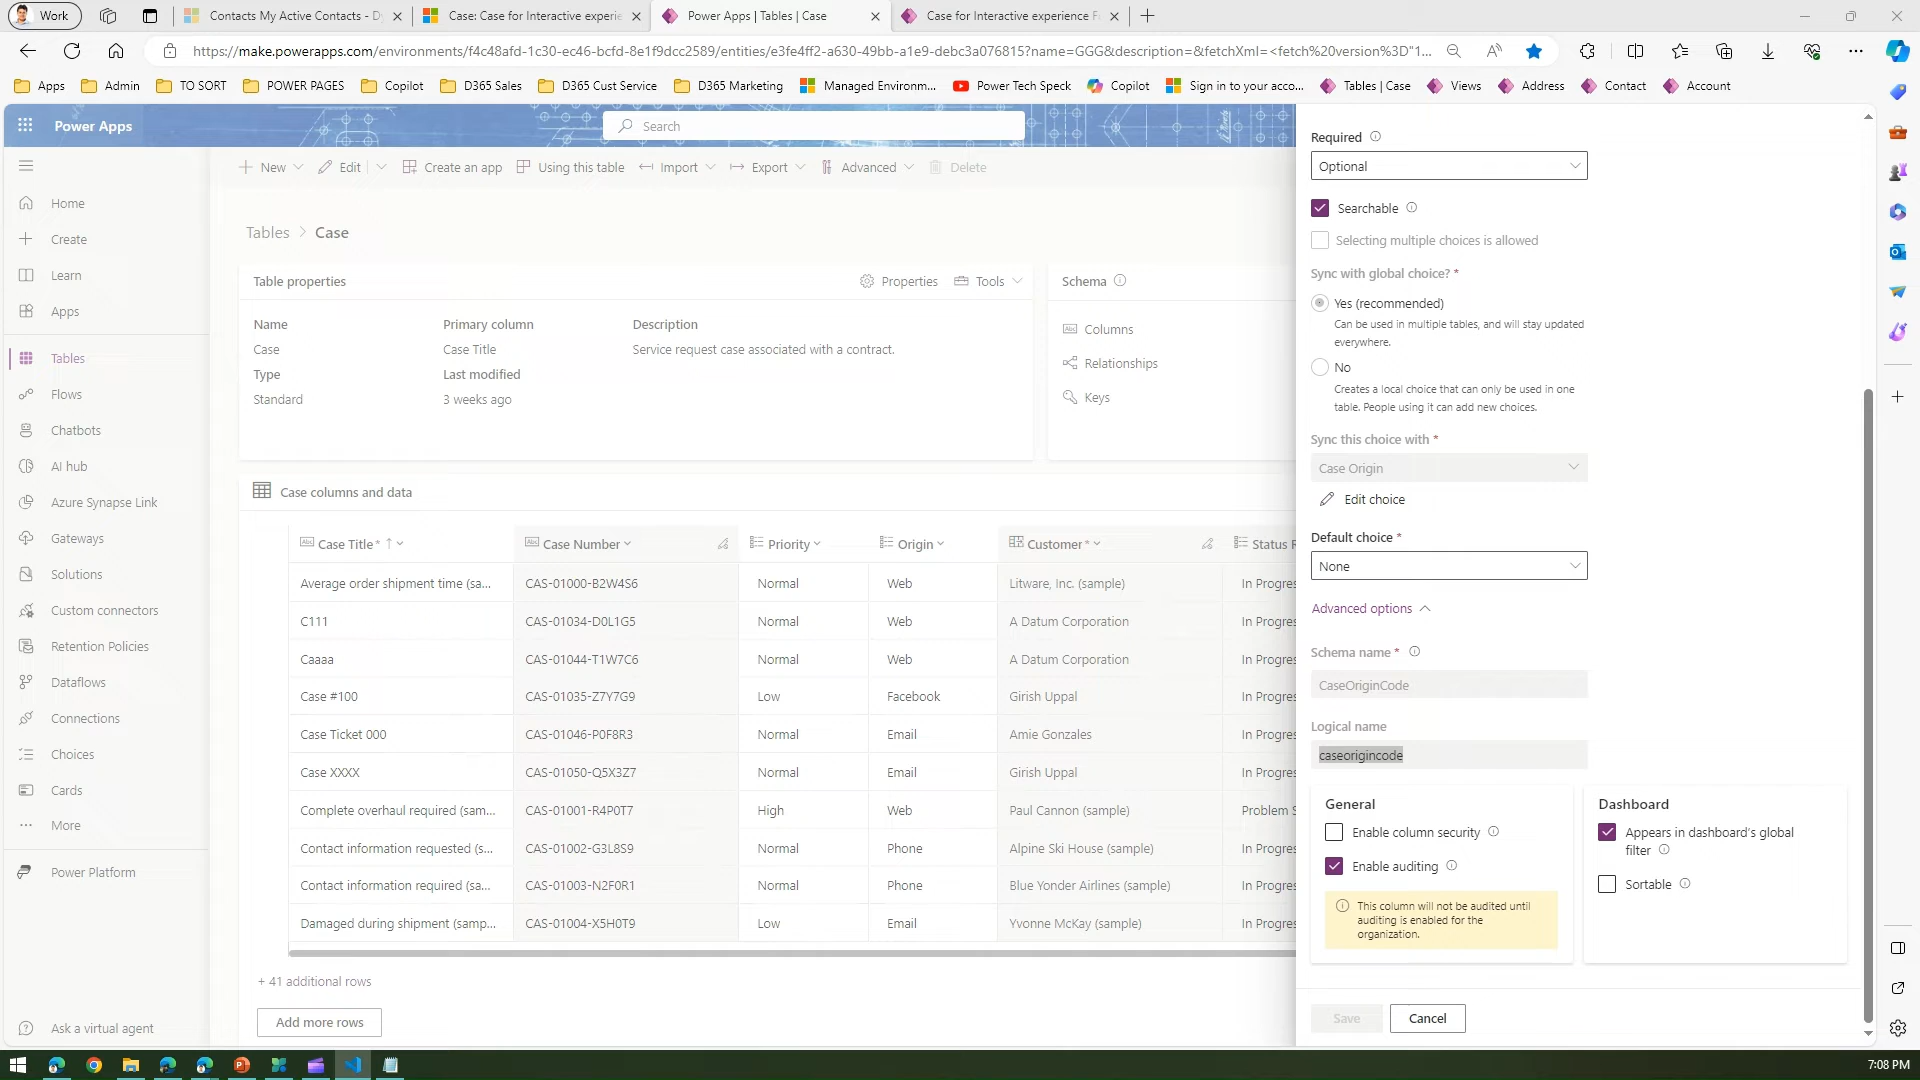 Work
Contacts My Active Contacts - Dy
Case: Case for Interactive experie
Power Apps | Tables | Case
Case for Interactive experience F
https://make.powerapps.com/environments/f4c48afd-1c30-ec46-bcfd-8e1f9dcc2589/entities/e3fe4ff2-a630-49bb-a1e9-debc3a076815?name=GGG&description=&fetchXml=<fetch%20version%3D"1...
Apps
Admin
TO SORT
POWER PAGES
Copilot
D365 Sales
D365 Cust Service
D365 Marketing
Managed Environm...
Power Tech Speck
Copilot
Sign in to your acco...
Tables | Case
Views
Address
Contact
Account
Power Apps
Search
New
Edit
Create an app
Using this table
Import
Export
Advanced
Delete
Home
Create
Learn
Apps
Tables
Flows
Chatbots
AI hub
Azure Synapse Link
Gateways
Solutions
Custom connectors
Retention Policies
Dataflows
Connections
Choices
Cards
More
Power Platform
Ask a virtual agent
Tables > Case
Table properties
Properties
Tools
Name
Primary column
Description
Case
Case Title
Service request case associated with a contract.
Type
Last modified
Standard
3 weeks ago
Schema
Columns
Relationships
Keys
Case columns and data
Case Title * ↑ Case Number Priority Origin Customer * Status R
Average order shipment time (sa... CAS-01000-B2W4S6 Normal Web Litware, Inc. (sample) In Progres
C111 CAS-01034-D0L1G5 Normal Web A Datum Corporation In Progres
Caaaa CAS-01044-T1W7C6 Normal Web A Datum Corporation In Progres
Case #100 CAS-01035-Z7Y7G9 Low Facebook Girish Uppal In Progres
Case Ticket 000 CAS-01046-P0F8R3 Normal Email Amie Gonzales In Progres
Case XXXX CAS-01050-Q5X3Z7 Normal Email Girish Uppal In Progres
Complete overhaul required (sam... CAS-01001-R4P0T7 High Web Paul Cannon (sample) Problem S
Contact information requested (s... CAS-01002-G3L8S9 Normal Phone Alpine Ski House (sample) In Progres
Contact information required (sa... CAS-01003-N2F0R1 Normal Phone Blue Yonder Airlines (sample) In Progres
Damaged during shipment (samp... CAS-01004-X5H0T9 Low Email Yvonne McKay (sample) In Progres
+ 41 additional rows
Add more rows
Required
Optional
Searchable
Selecting multiple choices is allowed
Sync with global choice? *
Yes (recommended)
Can be used in multiple tables, and will stay updated
everywhere.
No
Creates a local choice that can only be used in one
table. People using it can add new choices.
Sync this choice with *
Case Origin
Edit choice
Default choice *
None
Advanced options
Schema name *
CaseOriginCode
Logical name
caseorigincode
General
Enable column security
Enable auditing
This column will not be audited until
auditing is enabled for the
organization.
Dashboard
Appears in dashboard's global
filter
Sortable
Save
Cancel
7:08 PM